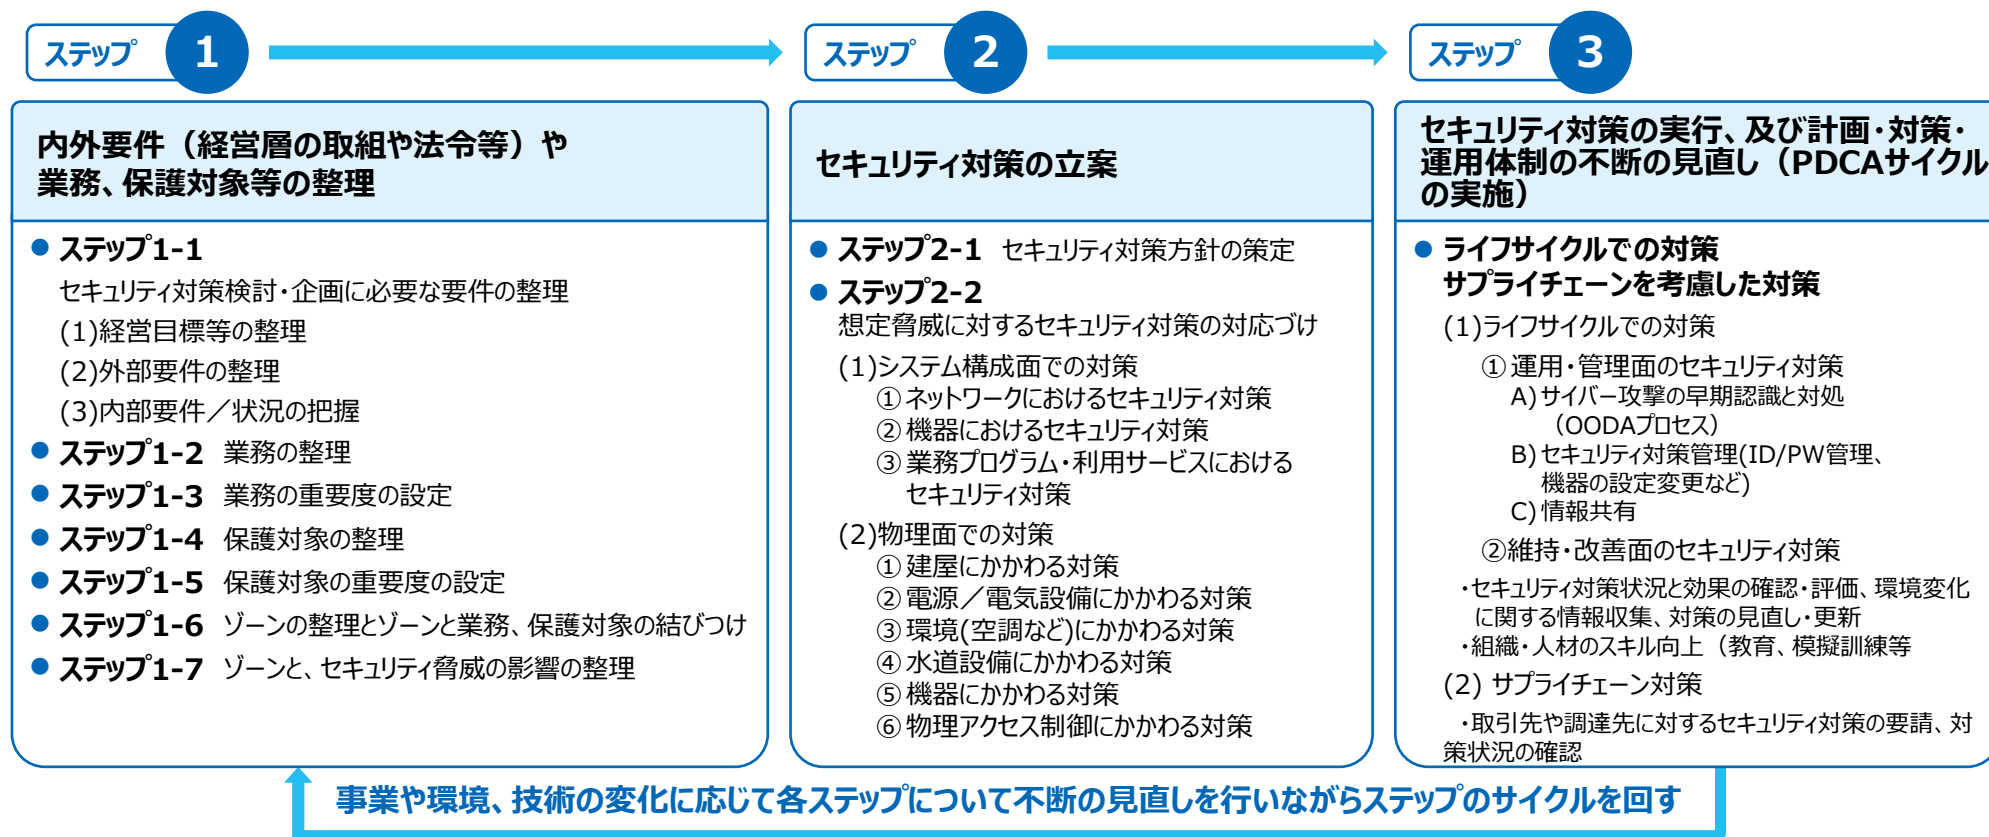 ステップ 1
内外要件（経営層の取組や法令等）や
業務、保護対象等の整理
● ステップ1-1
セキュリティ対策検討・企画に必要な要件の整理
(1)経営目標等の整理
(2)外部要件の整理
(3)内部要件／状況の把握
● ステップ1-2 業務の整理
● ステップ1-3 業務の重要度の設定
● ステップ1-4 保護対象の整理
● ステップ1-5 保護対象の重要度の設定
● ステップ1-6 ゾーンの整理とゾーンと業務、保護対象の結びつけ
● ステップ1-7 ゾーンと、セキュリティ脅威の影響の整理
ステップ 2
セキュリティ対策の立案
● ステップ2-1 セキュリティ対策方針の策定
● ステップ2-2
想定脅威に対するセキュリティ対策の対応づけ
(1)システム構成面での対策
①ネットワークにおけるセキュリティ対策
②機器におけるセキュリティ対策
③業務プログラム・利用サービスにおける
セキュリティ対策
(2)物理面での対策
①建屋にかかわる対策
②電源／電気設備にかかわる対策
③環境(空調など)にかかわる対策
④水道設備にかかわる対策
⑤機器にかかわる対策
⑥物理アクセス制御にかかわる対策
ステップ 3
セキュリティ対策の実行、及び計画・対策・
運用体制の不断の見直し（PDCAサイクル
の実施）
● ライフサイクルでの対策
サプライチェーンを考慮した対策
(1)ライフサイクルでの対策
①運用・管理面のセキュリティ対策
A)サイバー攻撃の早期認識と対処
（OODAプロセス）
B)セキュリティ対策管理(ID/PW管理、
機器の設定変更など)
C)情報共有
②維持・改善面のセキュリティ対策
・セキュリティ対策状況と効果の確認・評価、環境変化
に関する情報収集、対策の見直し・更新
・組織・人材のスキル向上（教育、模擬訓練等
(2) サプライチェーン対策
・取引先や調達先に対するセキュリティ対策の要請、対
策状況の確認
事業や環境、技術の変化に応じて各ステップについて不断の見直しを行いながらステップのサイクルを回す